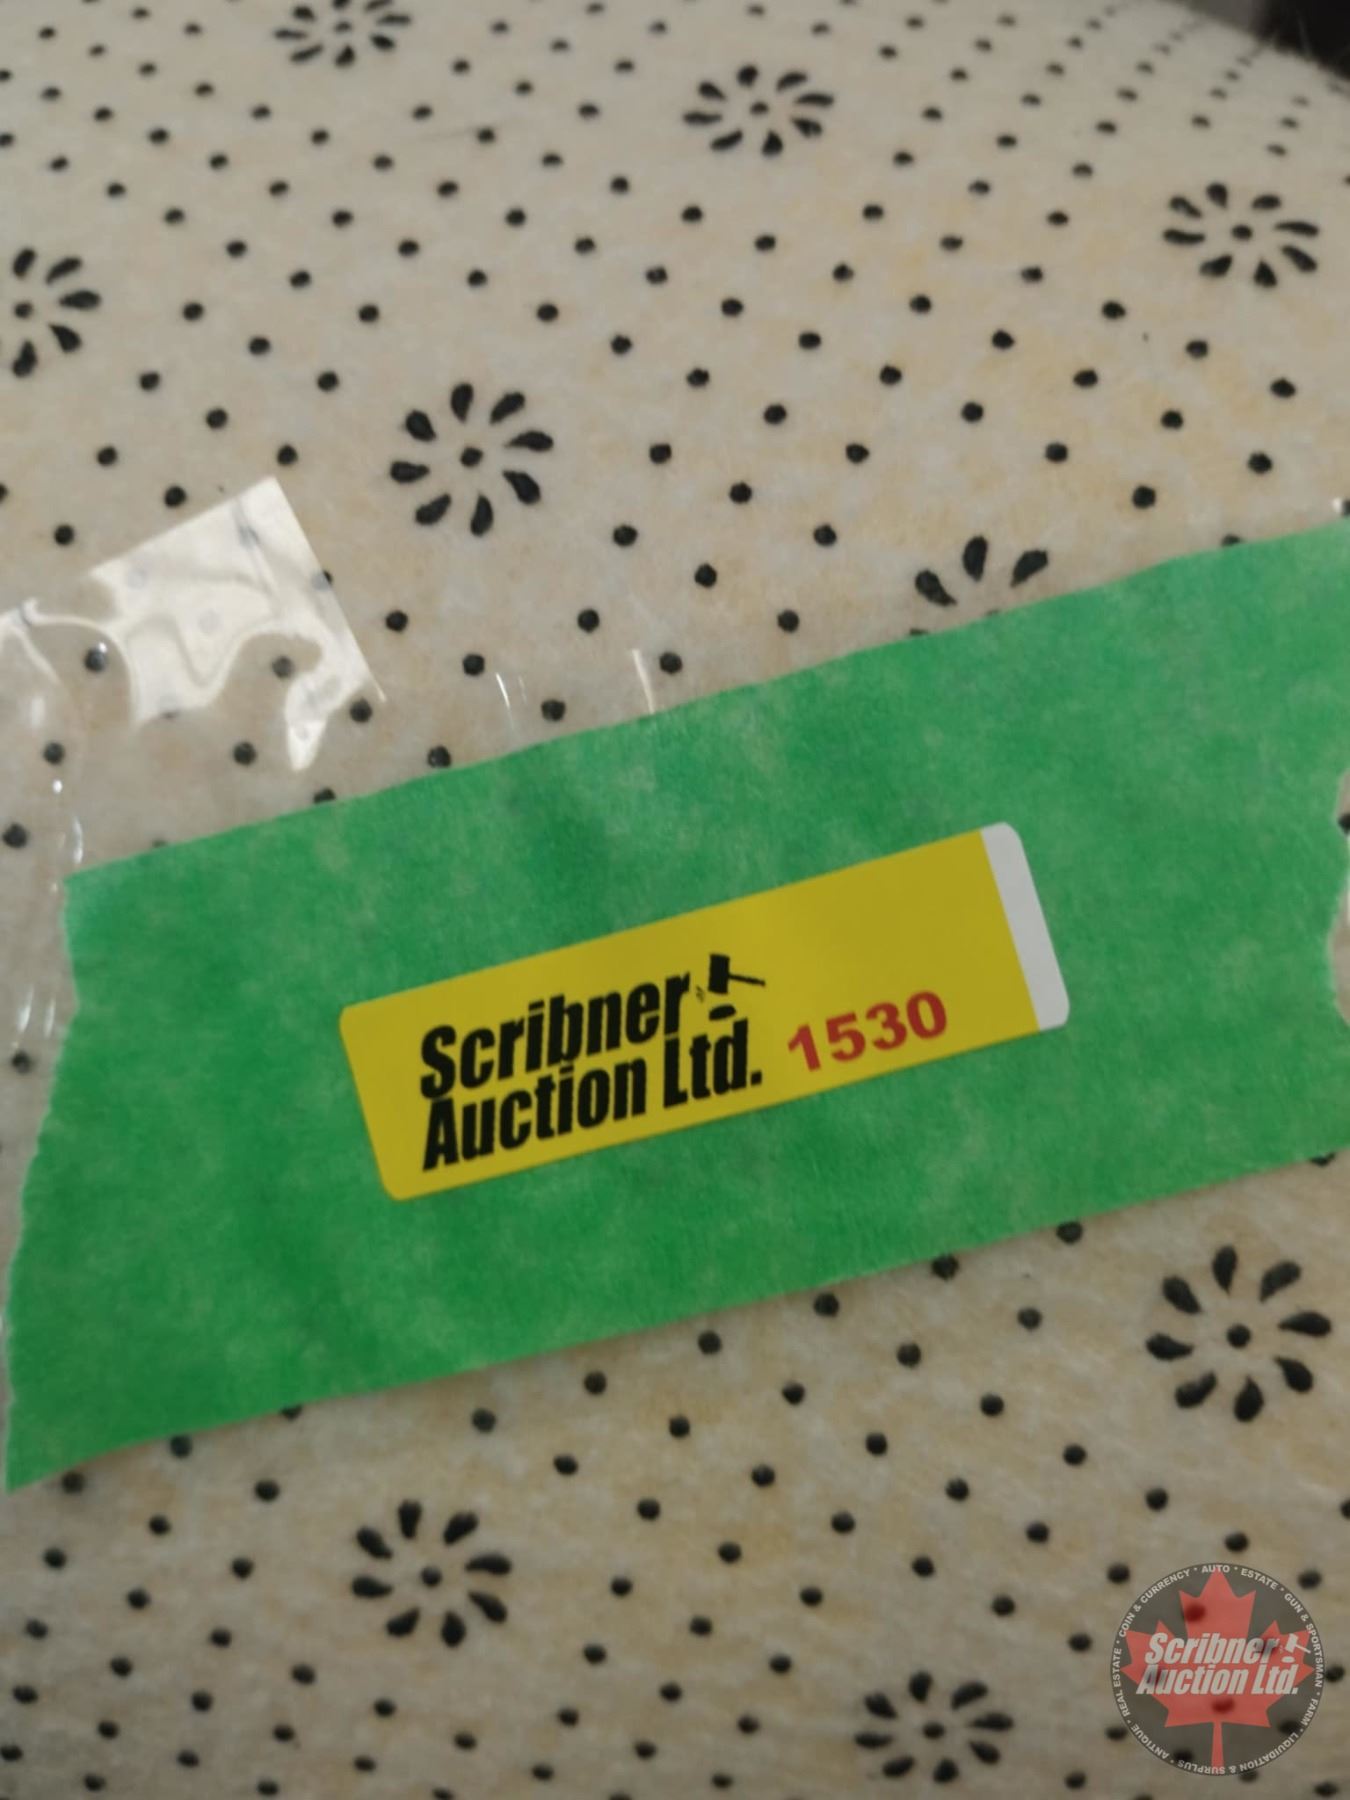 Scribner
Auction Ltd. 1530
COIN & CURRENCY • AUTO • ESTATE • GUN & SPORTSMAN • FARM • LIQUIDATION & SURPLUS • ANTIQUE • REAL ESTATE •
Scribner
Auction Ltd.